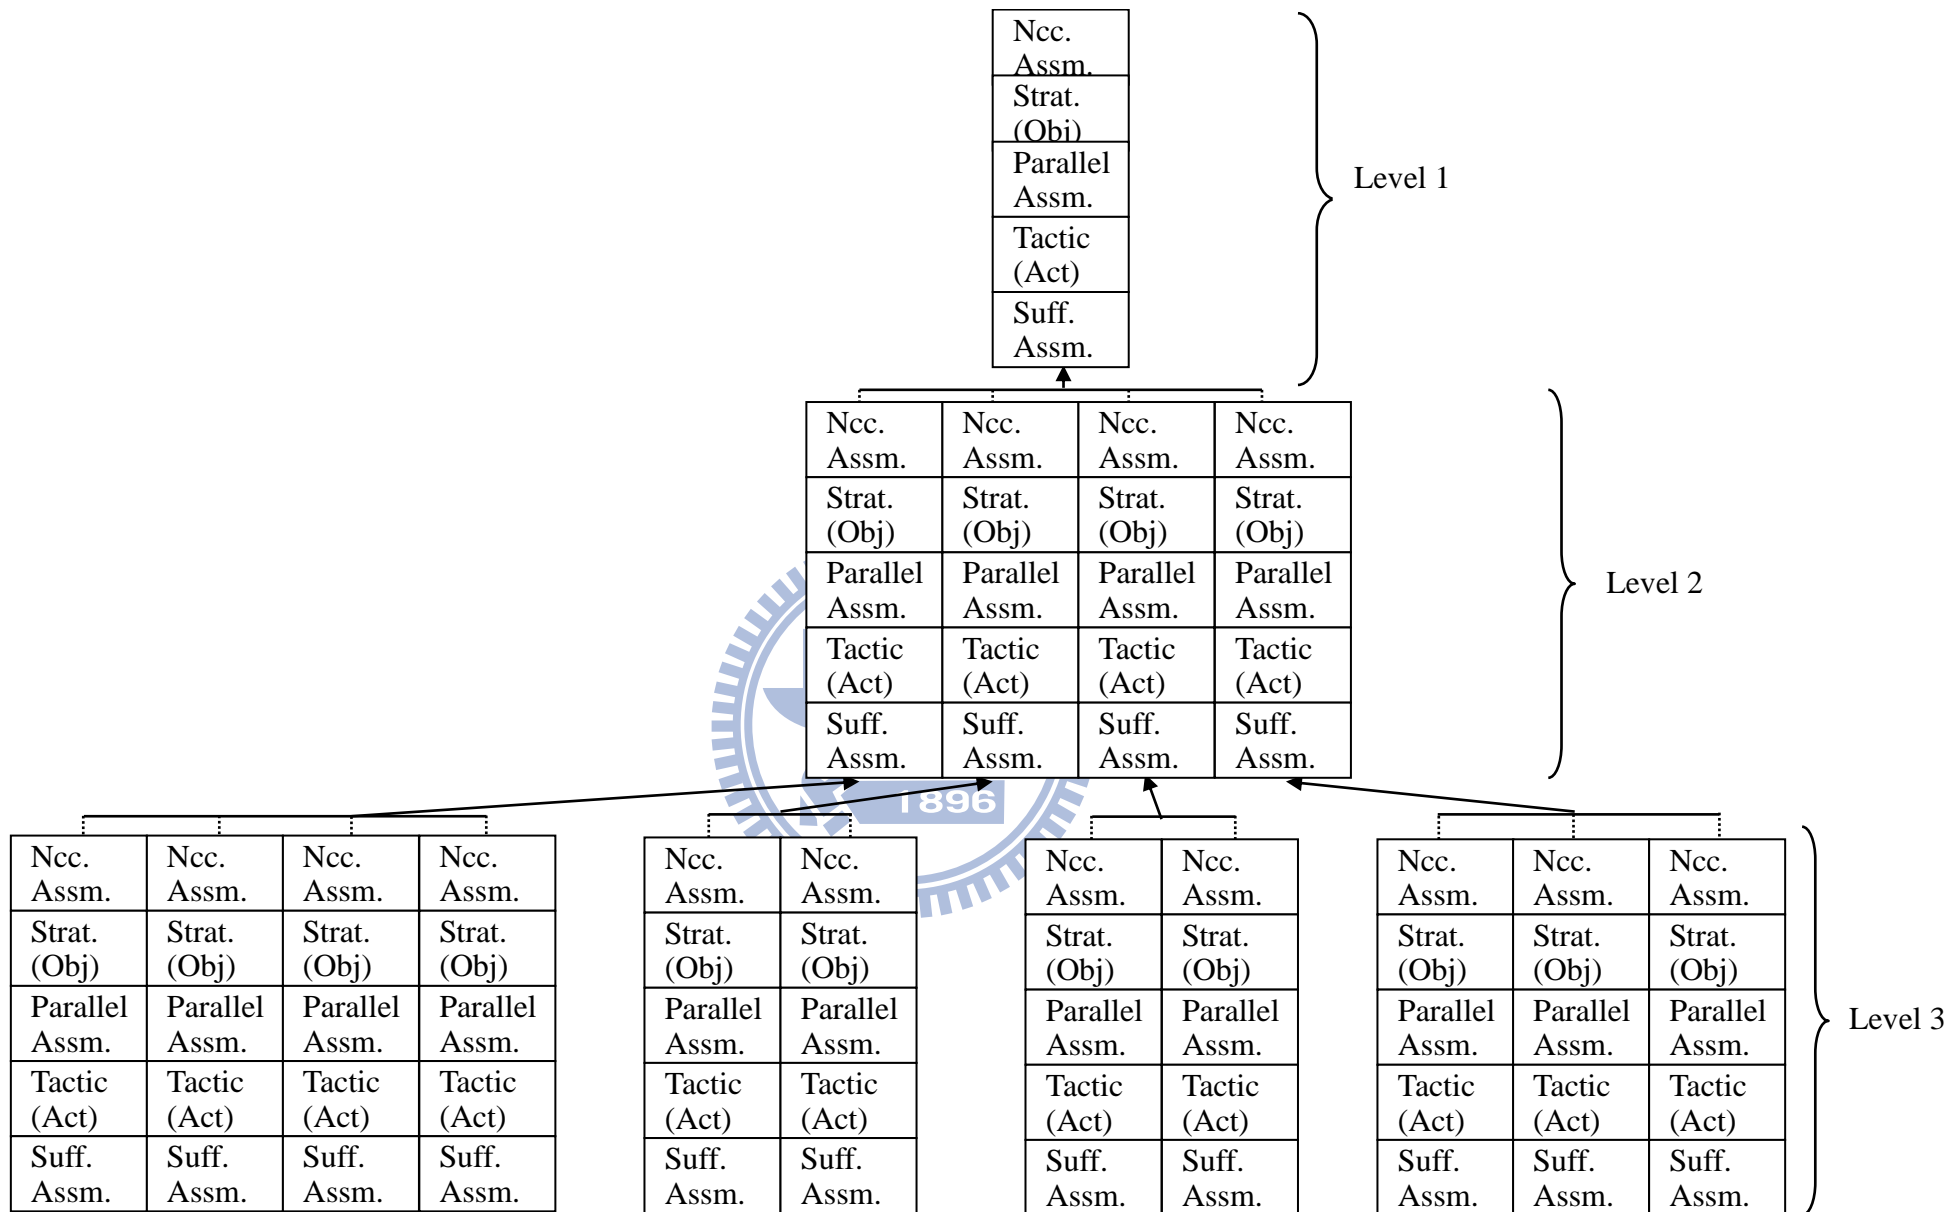 Ncc.
Assm.
Strat.
(Obj)
Parallel
Assm.
Tactic
(Act)
Suff.
Assm.
Level 1
Ncc. Ncc. Ncc. Ncc.
Assm. Assm. Assm. Assm.
Strat. Strat. Strat. Strat.
(Obj) (Obj) (Obj) (Obj)
Parallel Parallel Parallel Parallel
Assm. Assm. Assm. Assm.
Tactic Tactic Tactic Tactic
(Act) (Act) (Act) (Act)
Suff. Suff. Suff. Suff.
Assm. Assm. Assm. Assm.
Level 2
1896
Ncc. Ncc. Ncc. Ncc.
Assm. Assm. Assm. Assm.
Strat. Strat. Strat. Strat.
(Obj) (Obj) (Obj) (Obj)
Parallel Parallel Parallel Parallel
Assm. Assm. Assm. Assm.
Tactic Tactic Tactic Tactic
(Act) (Act) (Act) (Act)
Suff. Suff. Suff. Suff.
Assm. Assm. Assm. Assm.
Ncc. Ncc.
Assm. Assm.
Strat. Strat.
(Obj) (Obj)
Parallel Parallel
Assm. Assm.
Tactic Tactic
(Act) (Act)
Suff. Suff.
Assm. Assm.
Ncc. Ncc.
Assm. Assm.
Strat. Strat.
(Obj) (Obj)
Parallel Parallel
Assm. Assm.
Tactic Tactic
(Act) (Act)
Suff. Suff.
Assm. Assm.
Ncc. Ncc. Ncc.
Assm. Assm. Assm.
Strat. Strat. Strat.
(Obj) (Obj) (Obj)
Parallel Parallel Parallel
Assm. Assm. Assm.
Tactic Tactic Tactic
(Act) (Act) (Act)
Suff. Suff. Suff.
Assm. Assm. Assm.
Level 3